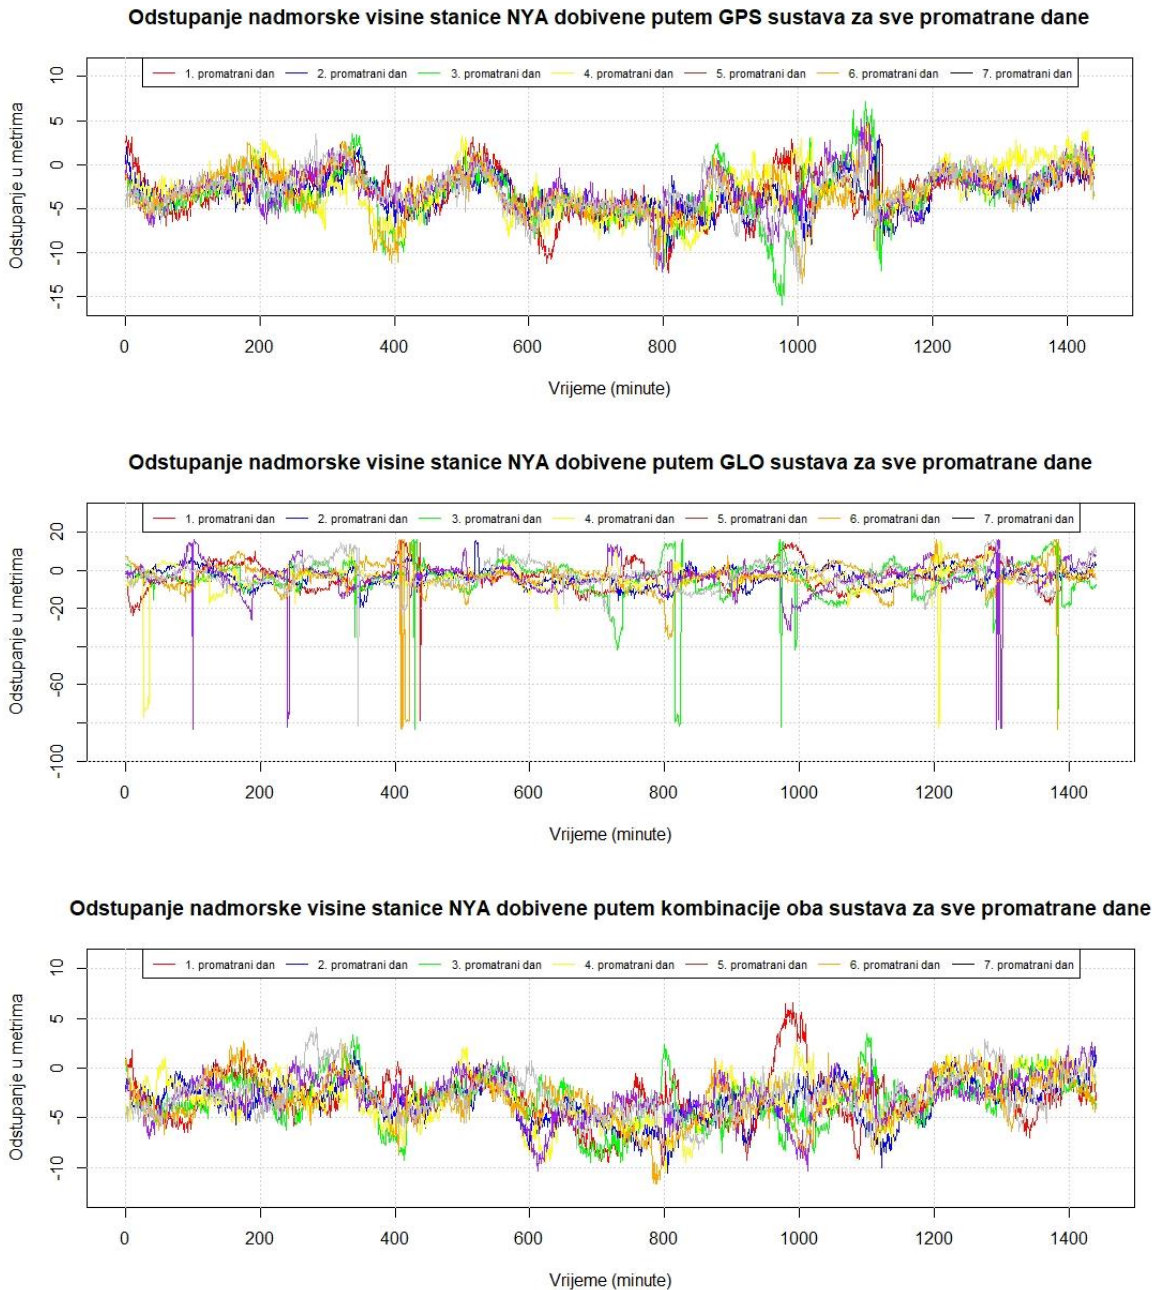 Odstupanje nadmorske visine stanice NYA dobivene putem GPS sustava za sve promatrane dane
Odstupanje u metrima
10
5
0
-5
-10
-15
1. promatrani dan 2. promatrani dan 3. promatrani dan 4. promatrani dan 5. promatrani dan 6. promatrani dan 7. promatrani dan
0 200 400 600 800 1000 1200 1400
Vrijeme (minute)
Odstupanje nadmorske visine stanice NYA dobivene putem GLO sustava za sve promatrane dane
Odstupanje u metrima
20
0
-20
-60
-100
1. promatrani dan 2. promatrani dan 3. promatrani dan 4. promatrani dan 5. promatrani dan 6. promatrani dan 7. promatrani dan
0 200 400 600 800 1000 1200 1400
Vrijeme (minute)
Odstupanje nadmorske visine stanice NYA dobivene putem kombinacije oba sustava za sve promatrane dane
Odstupanje u metrima
10
5
0
-5
-10
1. promatrani dan 2. promatrani dan 3. promatrani dan 4. promatrani dan 5. promatrani dan 6. promatrani dan 7. promatrani dan
0 200 400 600 800 1000 1200 1400
Vrijeme (minute)